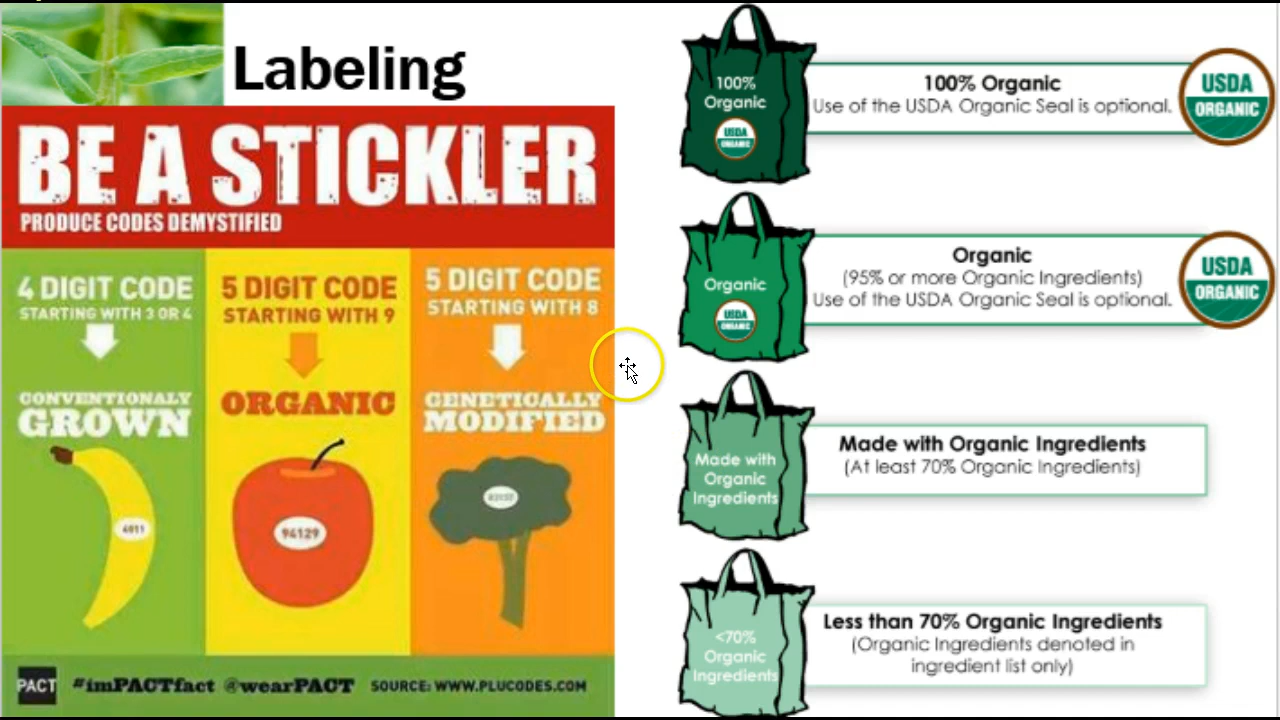 Labeling
BE A STICKLER
PRODUCE CODES DEMYSTIFIED
4 DIGIT CODE
STARTING WITH 3 OR 4
CONVENTIONALY
GROWN
4011
5 DIGIT CODE
STARTING WITH 9
ORGANIC
94129
5 DIGIT CODE
STARTING WITH 8
GENETICALLY
MODIFIED
PACT #imPACTfact @wearPACT SOURCE: WWW.PLUCODES.COM
100%
Organic
USDA
ORGANIC
100% Organic
Use of the USDA Organic Seal is optional.
USDA
ORGANIC
Organic
USDA
ORGANIC
Organic
(95% or more Organic Ingredients)
Use of the USDA Organic Seal is optional.
USDA
ORGANIC
Made with
Organic
Ingredients
Made with Organic Ingredients
(At least 70% Organic Ingredients)
<70%
Organic
Ingredients
Less than 70% Organic Ingredients
(Organic Ingredients denoted in
ingredient list only)